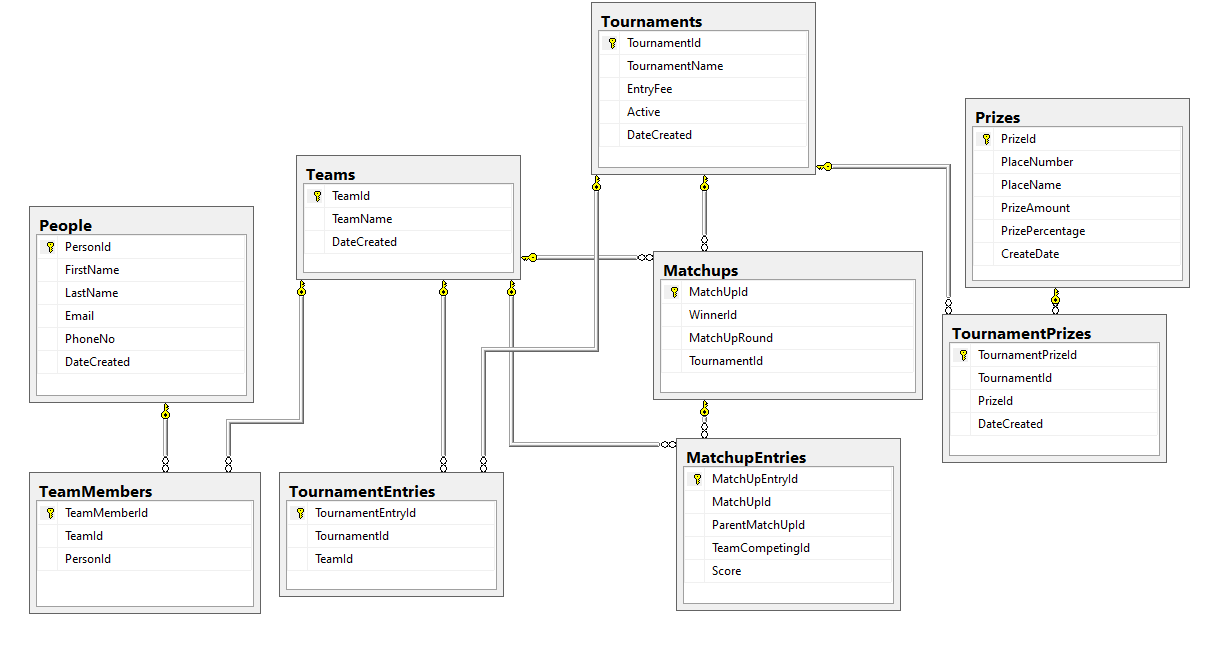 Tournaments
TournamentId
TournamentName
EntryFee
Active
DateCreated
Prizes
PrizeId
PlaceNumber
PlaceName
PrizeAmount
PrizePercentage
CreateDate
Teams
TeamId
TeamName
DateCreated
People
PersonId
FirstName
LastName
Email
PhoneNo
DateCreated
Matchups
MatchUpId
WinnerId
MatchUpRound
TournamentId
TournamentPrizes
TournamentPrizeId
TournamentId
PrizeId
DateCreated
TeamMembers
TeamMemberId
TeamId
PersonId
TournamentEntries
TournamentEntryId
TournamentId
TeamId
MatchupEntries
MatchUpEntryId
MatchUpId
ParentMatchUpId
TeamCompetingId
Score